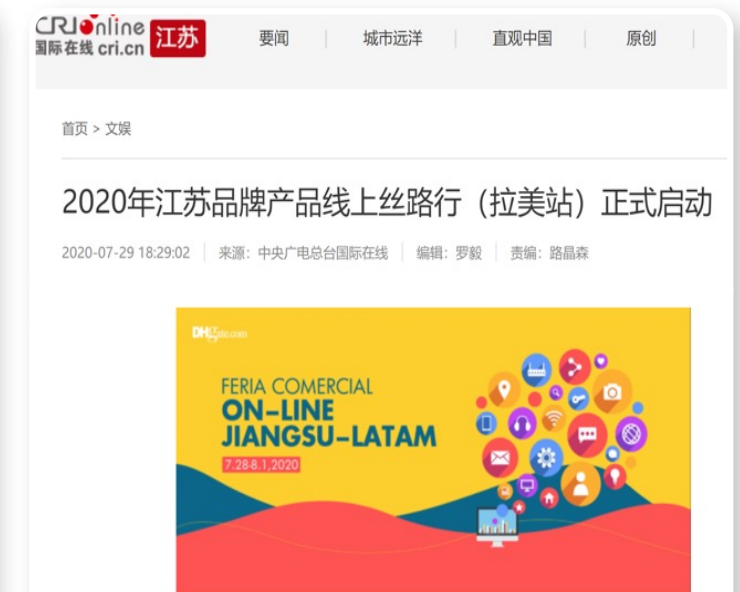 CRIOnline
国际在线 cri.cn 江苏
要闻 | 城市远洋 | 直观中国 | 原创 |
首页 > 文娱
2020年江苏品牌产品线上丝路行（拉美站）正式启动
2020-07-29 18:29:02 | 来源：中央广电总台国际在线 | 编辑：罗毅 | 责编：路晶森
DHgate.com
FERIA COMERCIAL
ON-LINE
JIANGSU-LATAM
7.28-8.1,2020